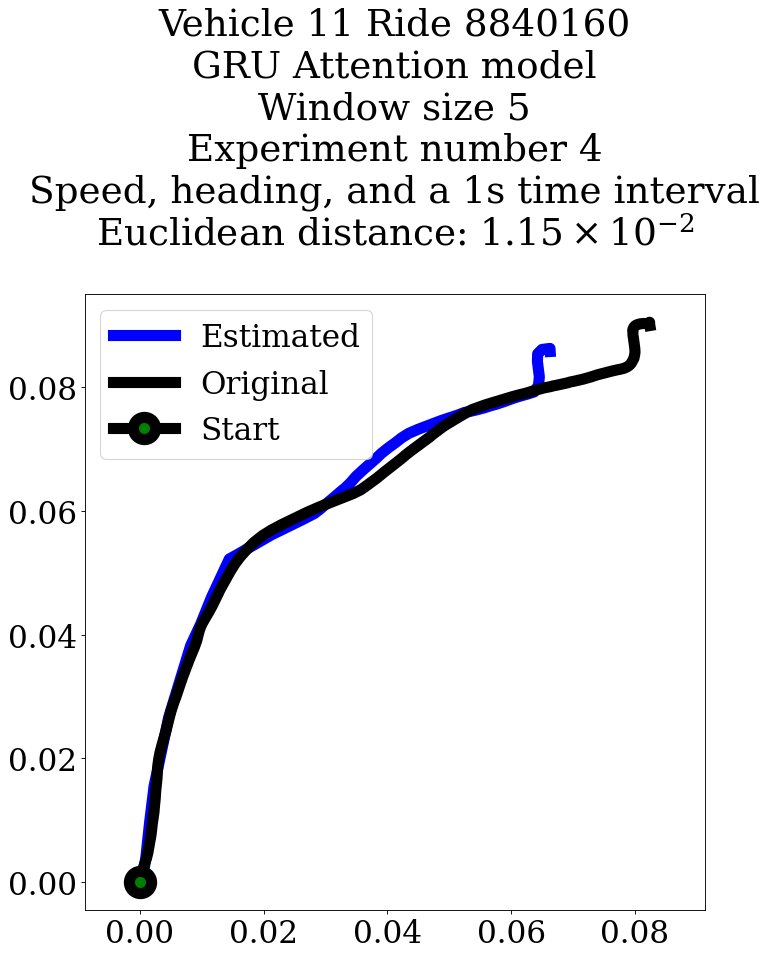 Vehicle 11 Ride 8840160
GRU Attention model
Window size 5
Experiment number 4
Speed, heading, and a 1s time interval
Euclidean distance: 1.15 × 10⁻²
Estimated
Original
Start
0.08
0.06
0.04
0.02
0.00
0.00 0.02 0.04 0.06 0.08